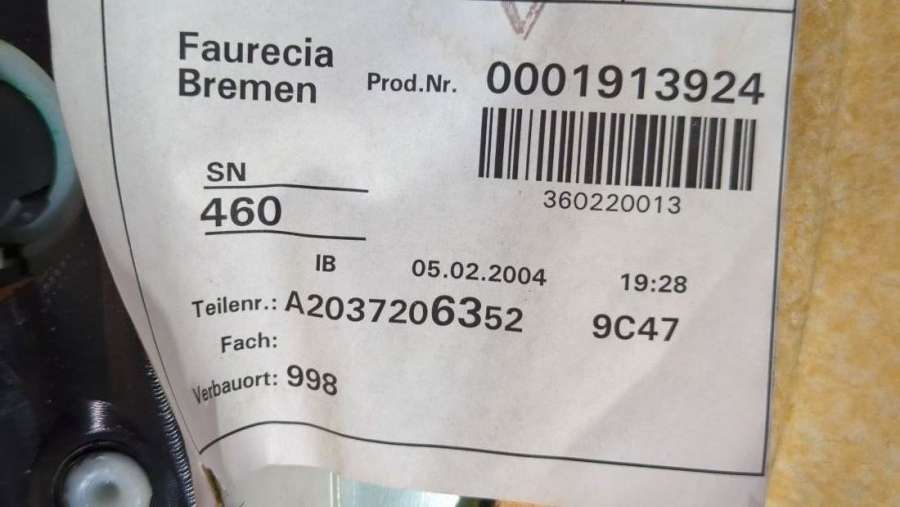 Faurecia
Bremen
Prod.Nr. 0001913924
360220013
SN
460
IB 05.02.2004 19:28
Teilenr.: A2037206352 9C47
Fach:
Verbauort: 998